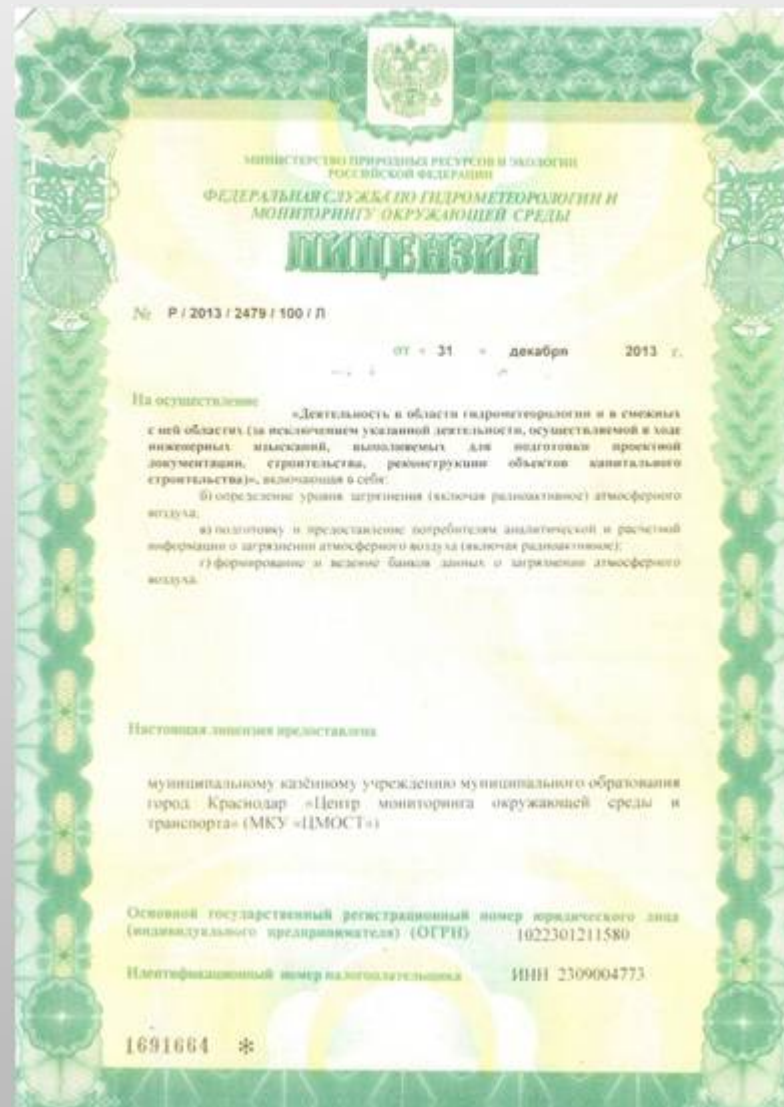 МИНИСТЕРСТВО ПРИРОДНЫХ РЕСУРСОВ И ЭКОЛОГИИ
РОССИЙСКОЙ ФЕДЕРАЦИИ
ФЕДЕРАЛЬНАЯ СЛУЖБА ПО ГИДРОМЕТЕОРОЛОГИИ И
МОНИТОРИНГУ ОКРУЖАЮЩЕЙ СРЕДЫ
ЛИЦЕНЗИЯ
№ Р / 2013 / 2479 / 100 / Л
от « 31 » декабря 2013 г.
На осуществление
«Деятельность в области гидрометеорологии и в смежных
с ней областях (за исключением указанной деятельности, осуществляемой в ходе
инженерных изысканий, выполняемых для подготовки проектной
документации, строительства, реконструкции объектов капитального
строительства)», включающая в себя:
б) определение уровня загрязнения (включая радиоактивное) атмосферного
воздуха;
в) подготовку и предоставление потребителям аналитической и расчетной
информации о загрязнении атмосферного воздуха (включая радиоактивное);
г) формирование и ведение банков данных о загрязнении атмосферного
воздуха.
Настоящая лицензия предоставлена
муниципальному казённому учреждению муниципального образования
город Краснодар «Центр мониторинга окружающей среды и
транспорта» (МКУ «ЦМОСТ»)
Основной государственный регистрационный номер юридического лица
(индивидуального предпринимателя) (ОГРН) 1022301211580
Идентификационный номер налогоплательщика ИНН 2309004773
1691664 *